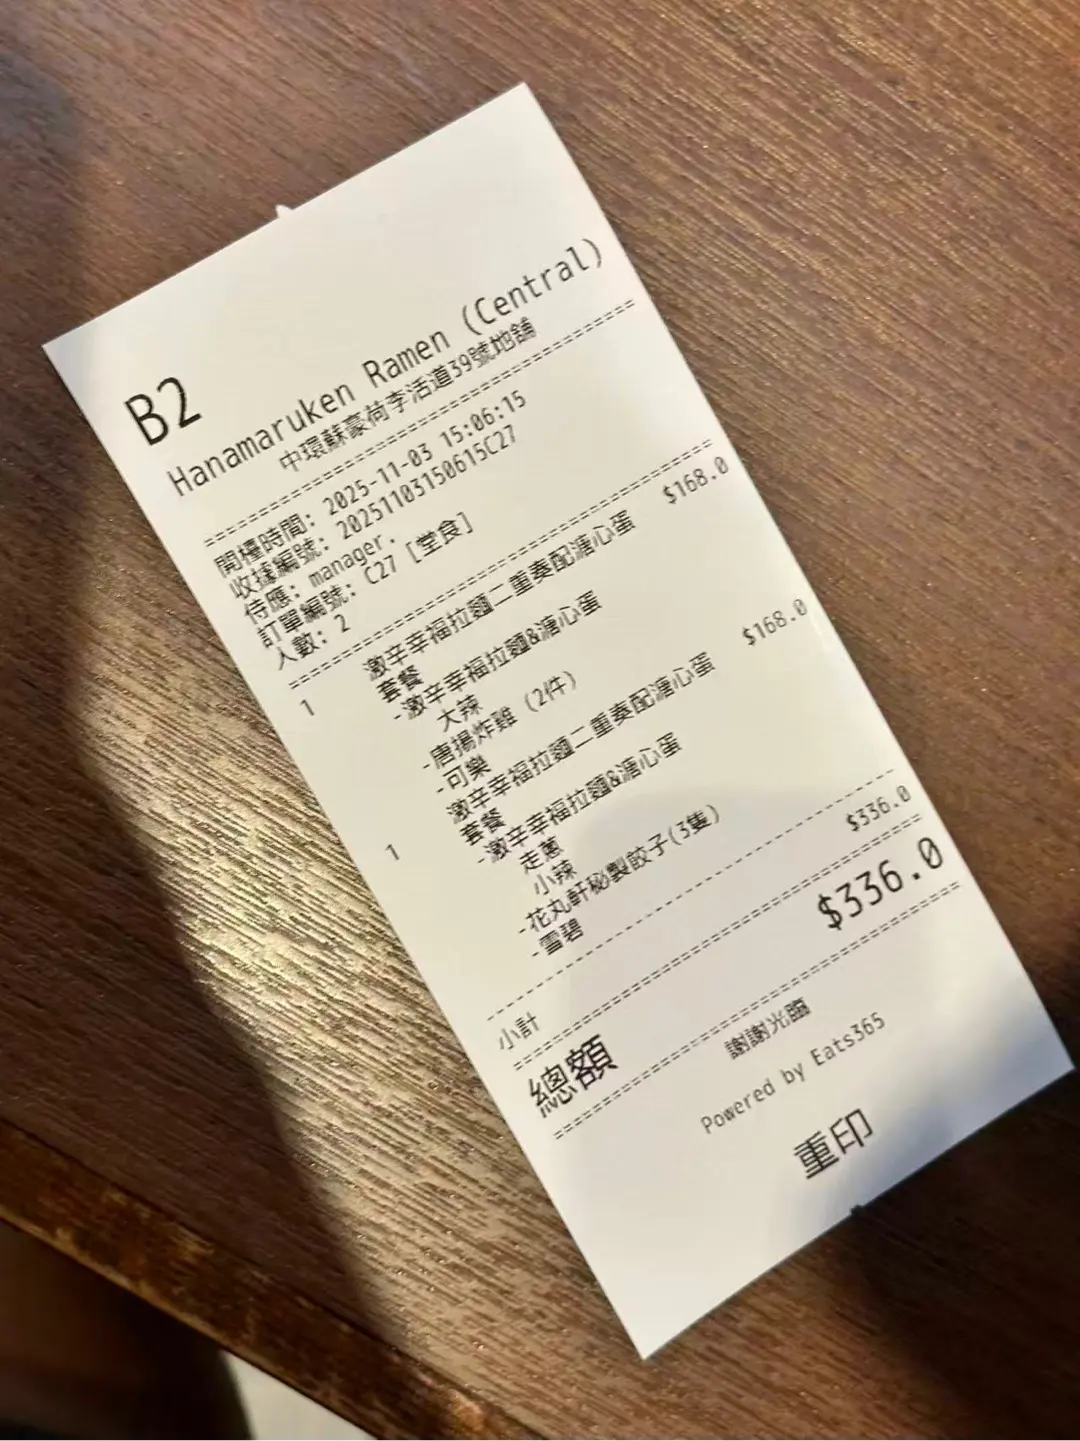 B2
Hanamaruken Ramen (Central)
中環蘇豪荷李活道39號地舖
開檯時間: 2025-11-03 15:06:15
收據編號: 20251103150615C27
侍應: manager.
訂單編號: C27 [堂食]
人數: 2
1 激辛幸福拉麵二重奏配溏心蛋 $168.0
套餐
-激辛幸福拉麵&溏心蛋
大辣
-唐揚炸雞 (2件)
-可樂
1 激辛幸福拉麵二重奏配溏心蛋 $168.0
套餐
-激辛幸福拉麵&溏心蛋
走蔥
小辣
-花丸軒秘製餃子(3隻)
-雪碧
小計 $336.0
總額 $336.0
謝謝光臨
Powered by Eats365
重印